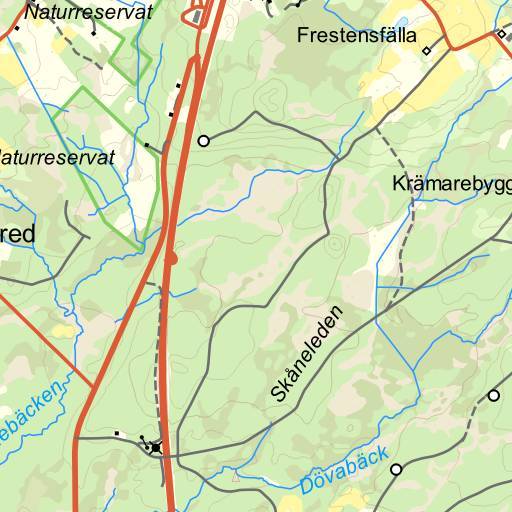 Naturreservat
Frestensfälla
Naturreservat
Krämarebygg
red
Skåneleden
ebäcken
Dövabäck